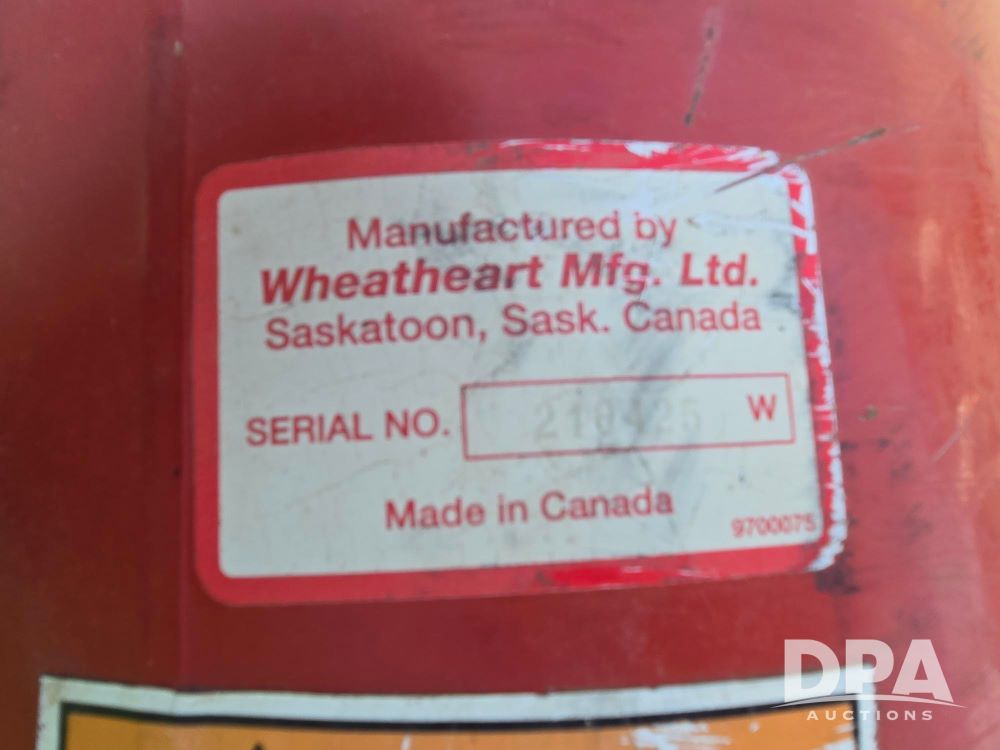 Manufactured by
Wheatheart Mfg. Ltd.
Saskatoon, Sask. Canada
SERIAL NO. 210425 W
Made in Canada
9700075
DPA
AUCTIONS